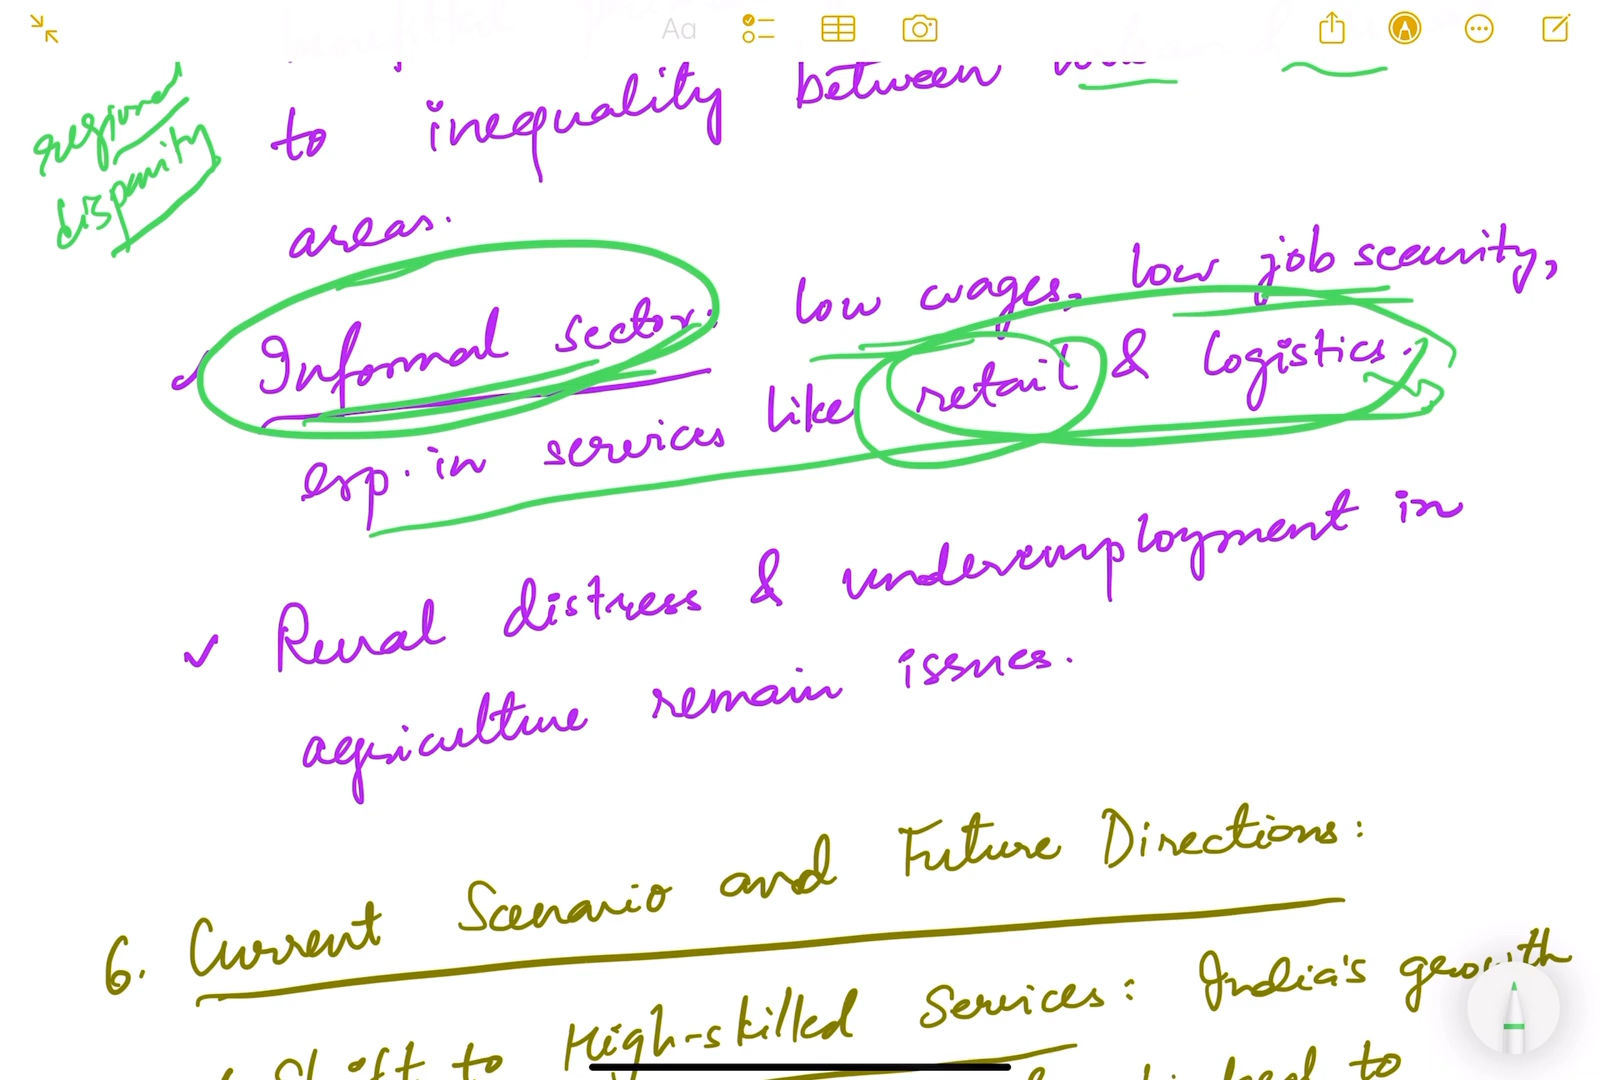 to inequality between
regional
disparity
areas.
Informal sector: low wages, low job security,
esp. in services like retail & logistics.
✓ Rural distress & underemployment in
agriculture remain issues.
6. Current Scenario and Future Directions:
Shift to High-skilled Services: India's growth
to